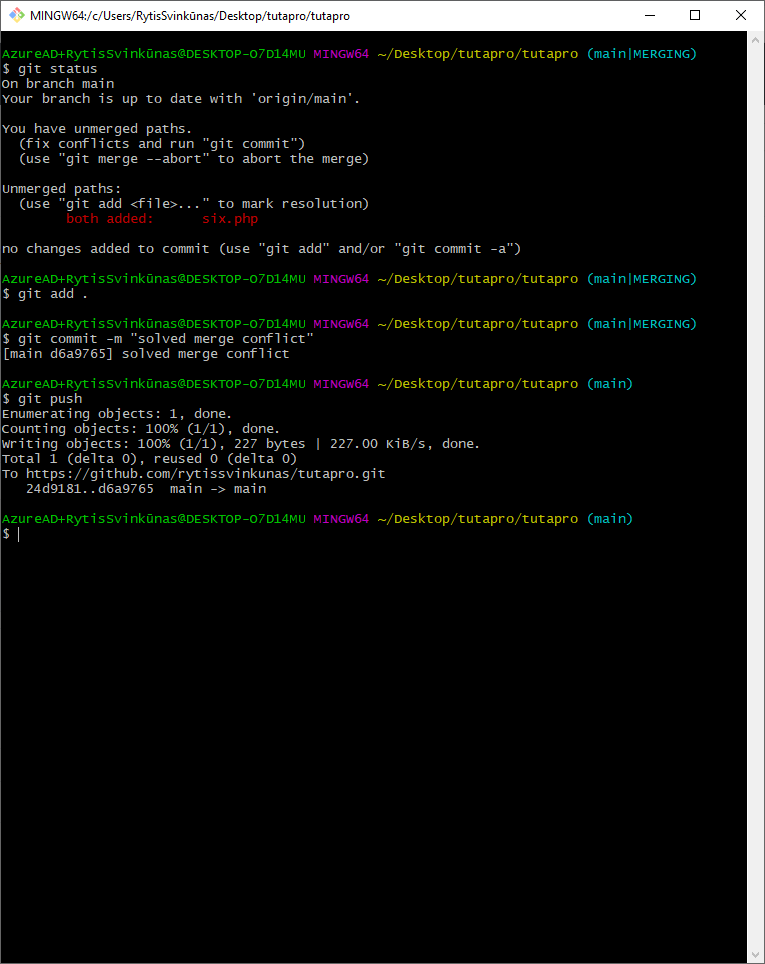 MINGW64:/c/Users/RytisSvinkūnas/Desktop/tutapro/tutapro
AzureAD+RytisSvinkūnas@DESKTOP-O7D14MU MINGW64 ~/Desktop/tutapro/tutapro (main|MERGING)
$ git status
On branch main
Your branch is up to date with 'origin/main'.
You have unmerged paths.
  (fix conflicts and run "git commit")
  (use "git merge --abort" to abort the merge)
Unmerged paths:
  (use "git add <file>..." to mark resolution)
        both added:      six.php
no changes added to commit (use "git add" and/or "git commit -a")
AzureAD+RytisSvinkūnas@DESKTOP-O7D14MU MINGW64 ~/Desktop/tutapro/tutapro (main|MERGING)
$ git add .
AzureAD+RytisSvinkūnas@DESKTOP-O7D14MU MINGW64 ~/Desktop/tutapro/tutapro (main|MERGING)
$ git commit -m "solved merge conflict"
[main d6a9765] solved merge conflict
AzureAD+RytisSvinkūnas@DESKTOP-O7D14MU MINGW64 ~/Desktop/tutapro/tutapro (main)
$ git push
Enumerating objects: 1, done.
Counting objects: 100% (1/1), done.
Writing objects: 100% (1/1), 227 bytes | 227.00 KiB/s, done.
Total 1 (delta 0), reused 0 (delta 0)
To https://github.com/rytissvinkunas/tutapro.git
   24d9181..d6a9765  main -> main
AzureAD+RytisSvinkūnas@DESKTOP-O7D14MU MINGW64 ~/Desktop/tutapro/tutapro (main)
$